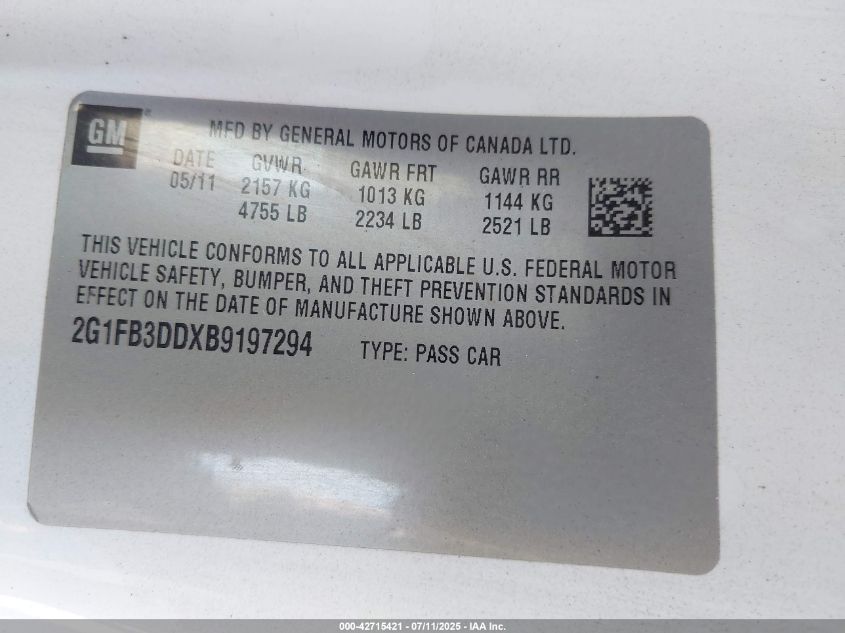 GM
MFD BY GENERAL MOTORS OF CANADA LTD.
DATE GVWR GAWR FRT GAWR RR
05/11 2157 KG 1013 KG 1144 KG
4755 LB 2234 LB 2521 LB
THIS VEHICLE CONFORMS TO ALL APPLICABLE U.S. FEDERAL MOTOR
VEHICLE SAFETY, BUMPER, AND THEFT PREVENTION STANDARDS IN
EFFECT ON THE DATE OF MANUFACTURE SHOWN ABOVE.
2G1FB3DDXB9197294 TYPE: PASS CAR
000-42715421 - 07/11/2025 - IAA Inc.